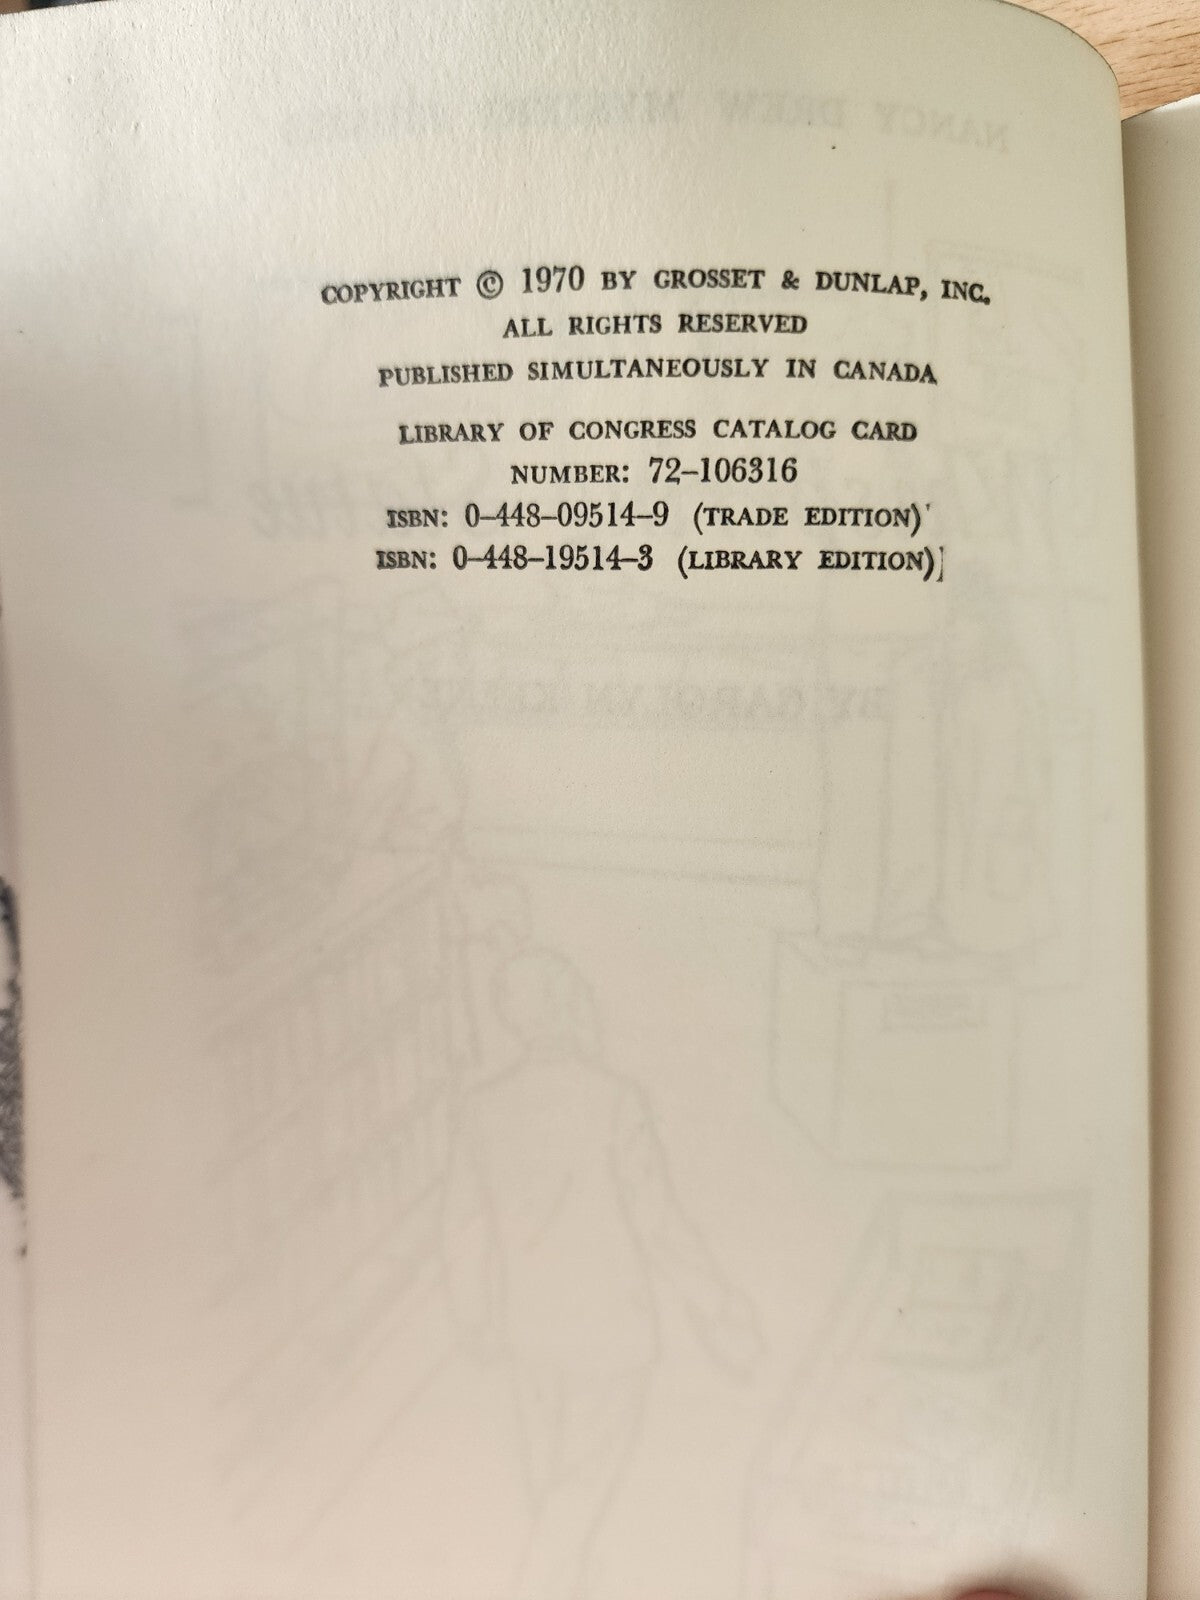 COPYRIGHT © 1970 BY GROSSET & DUNLAP, INC.
ALL RIGHTS RESERVED
PUBLISHED SIMULTANEOUSLY IN CANADA
LIBRARY OF CONGRESS CATALOG CARD
NUMBER: 72–106316
ISBN: 0–448–09514–9 (TRADE EDITION)
ISBN: 0–448–19514–3 (LIBRARY EDITION)